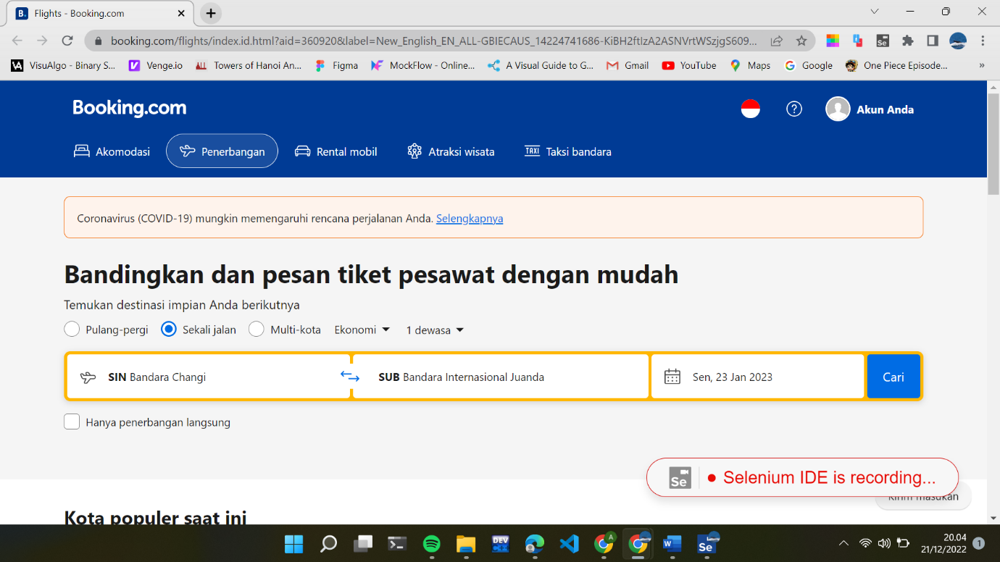 B. Flights - Booking.com
booking.com/flights/index.id.html?aid=360920&label=New_English_EN_ALL-GBIECAUS_14224741686-KiBH2ftIzA2ASNVrtWSzjgS609...
VisuAlgo - Binary S... Venge.io Towers of Hanoi An... Figma MockFlow - Online... A Visual Guide to G... Gmail YouTube Maps Google One Piece Episode... »
Booking.com
Akun Anda
Akomodasi Penerbangan Rental mobil Atraksi wisata TAXI Taksi bandara
Coronavirus (COVID-19) mungkin memengaruhi rencana perjalanan Anda. Selengkapnya
Bandingkan dan pesan tiket pesawat dengan mudah
Temukan destinasi impian Anda berikutnya
Pulang-pergi Sekali jalan Multi-kota Ekonomi 1 dewasa
SIN Bandara Changi SUB Bandara Internasional Juanda Sen, 23 Jan 2023 Cari
Hanya penerbangan langsung
Se Selenium IDE is recording...
Kirim masukan
Kota populer saat ini
DEV C++ A W Se
20.04
21/12/2022 1